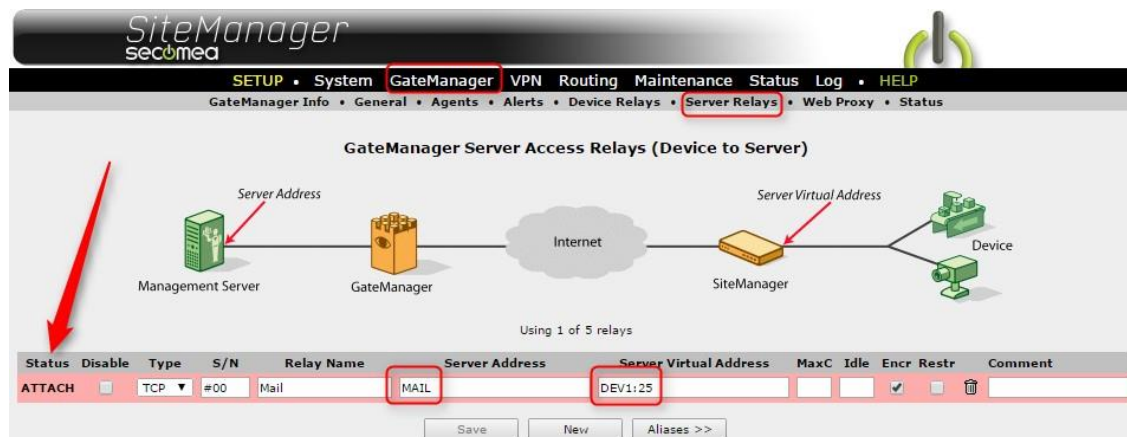 SiteManager
secomea
SETUP • System GateManager VPN Routing Maintenance Status Log • HELP
GateManager Info • General • Agents • Alerts • Device Relays • Server Relays • Web Proxy • Status
GateManager Server Access Relays (Device to Server)
Server Address
Server Virtual Address
Internet
Device
Management Server
GateManager
SiteManager
Using 1 of 5 relays
Status Disable Type S/N Relay Name Server Address Server Virtual Address MaxC Idle Encr Restr Comment
ATTACH TCP #00 Mail MAIL DEV1:25
Save New Aliases >>